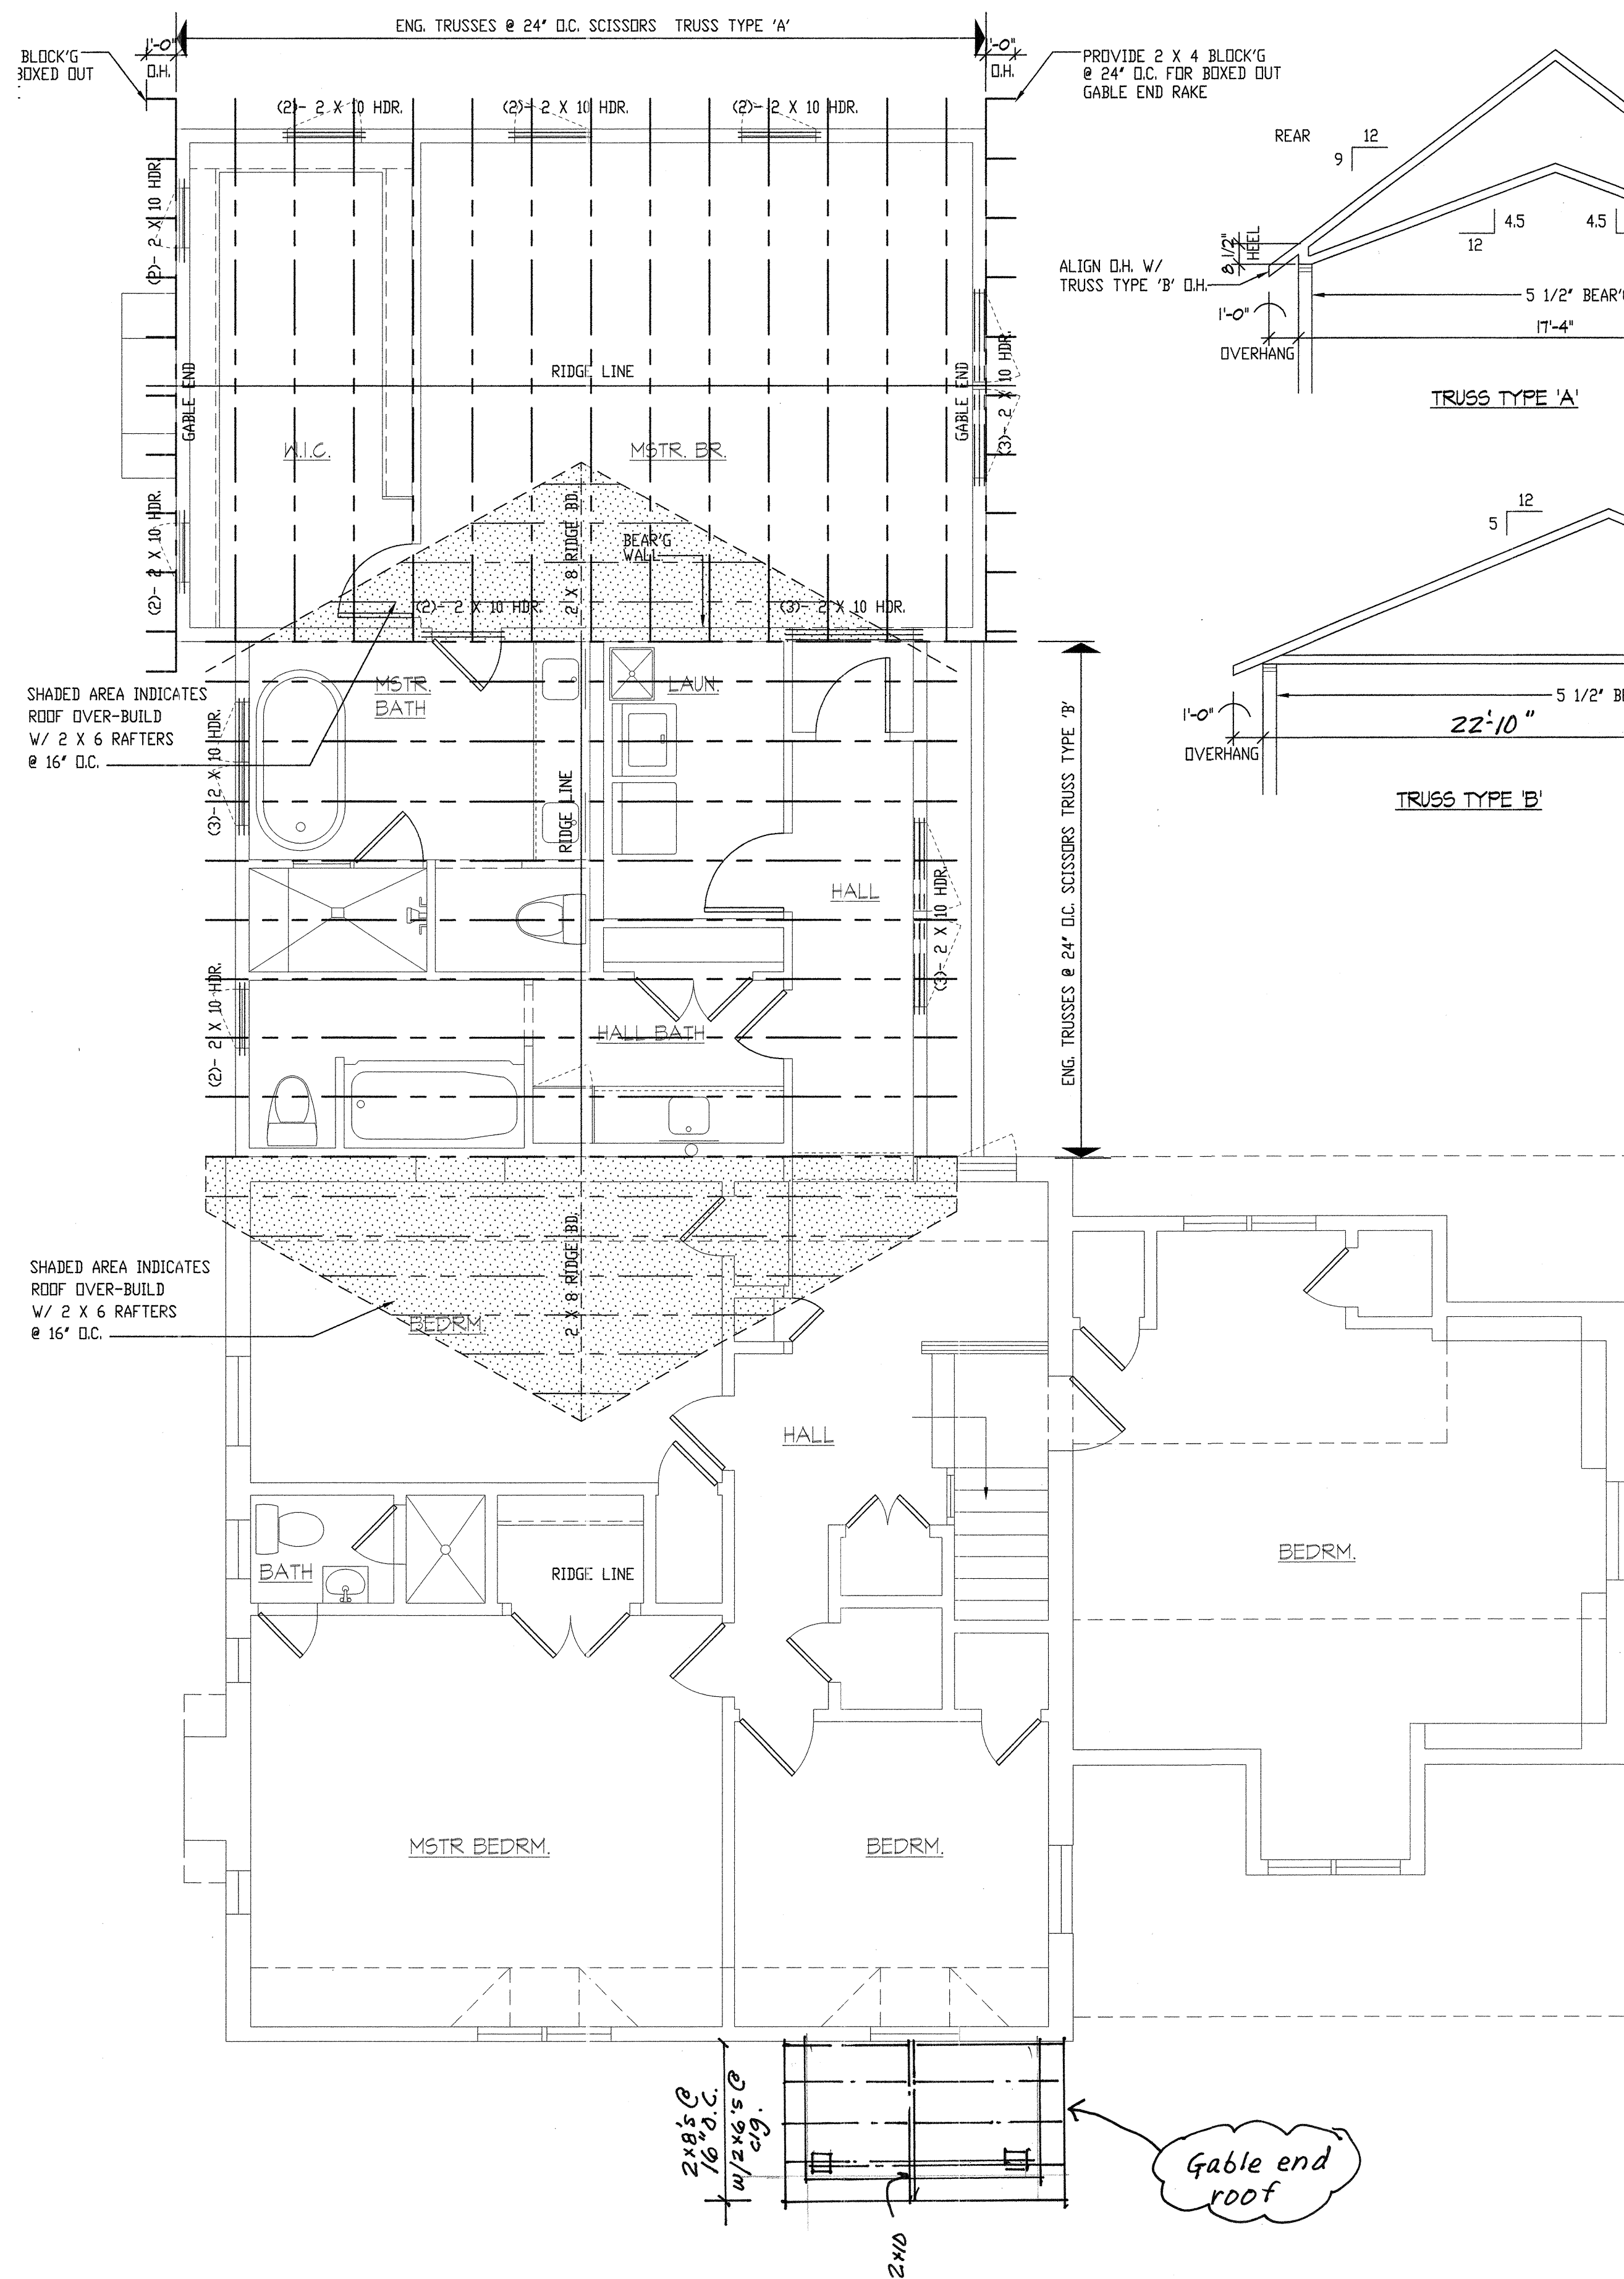 ENG. TRUSSES @ 24" O.C. SCISSORS TRUSS TYPE 'A'
1'-0"
O.H.
1'-0"
O.H.
BLOCK'G
BOXED OUT
PROVIDE 2 X 4 BLOCK'G
@ 24" O.C. FOR BOXED OUT
GABLE END RAKE
(2)- 2 X 10 HDR.
(2)- 2 X 10 HDR.
(2)- 2 X 10 HDR.
(2)- 2 X 10 HDR.
REAR
12
9
4.5
12
4.5
8 1/2"
HEEL
ALIGN O.H. W/
TRUSS TYPE 'B' O.H.
5 1/2" BEAR'
1'-0"
OVERHANG
17'-4"
TRUSS TYPE 'A'
RIDGE LINE
GABLE END
GABLE END
(3)- 2 X 10 HDR.
W.I.C.
MSTR. BR.
12
5
2 X 8 RIDGE BD.
BEAR'G
WALL
(2)- 2 X 10 HDR.
(2)- 2 X 10 HDR.
(3)- 2 X 10 HDR.
5 1/2" B
1'-0"
OVERHANG
22'-10"
TRUSS TYPE 'B'
SHADED AREA INDICATES
ROOF OVER-BUILD
W/ 2 X 6 RAFTERS
@ 16" O.C.
MSTR.
BATH
LAUN.
(3)- 2 X 10 HDR.
RIDGE LINE
HALL
(3)- 2 X 10 HDR.
ENG. TRUSSES @ 24" O.C. SCISSORS TRUSS TYPE 'B'
(2)- 2 X 10 HDR.
HALL BATH
SHADED AREA INDICATES
ROOF OVER-BUILD
W/ 2 X 6 RAFTERS
@ 16" O.C.
2 X 8 RIDGE BD.
BEDRM.
HALL
BATH
RIDGE LINE
BEDRM.
MSTR BEDRM.
BEDRM.
2x8's @
16" O.C.
W/2x6's @
clg.
2x10
Gable end
roof